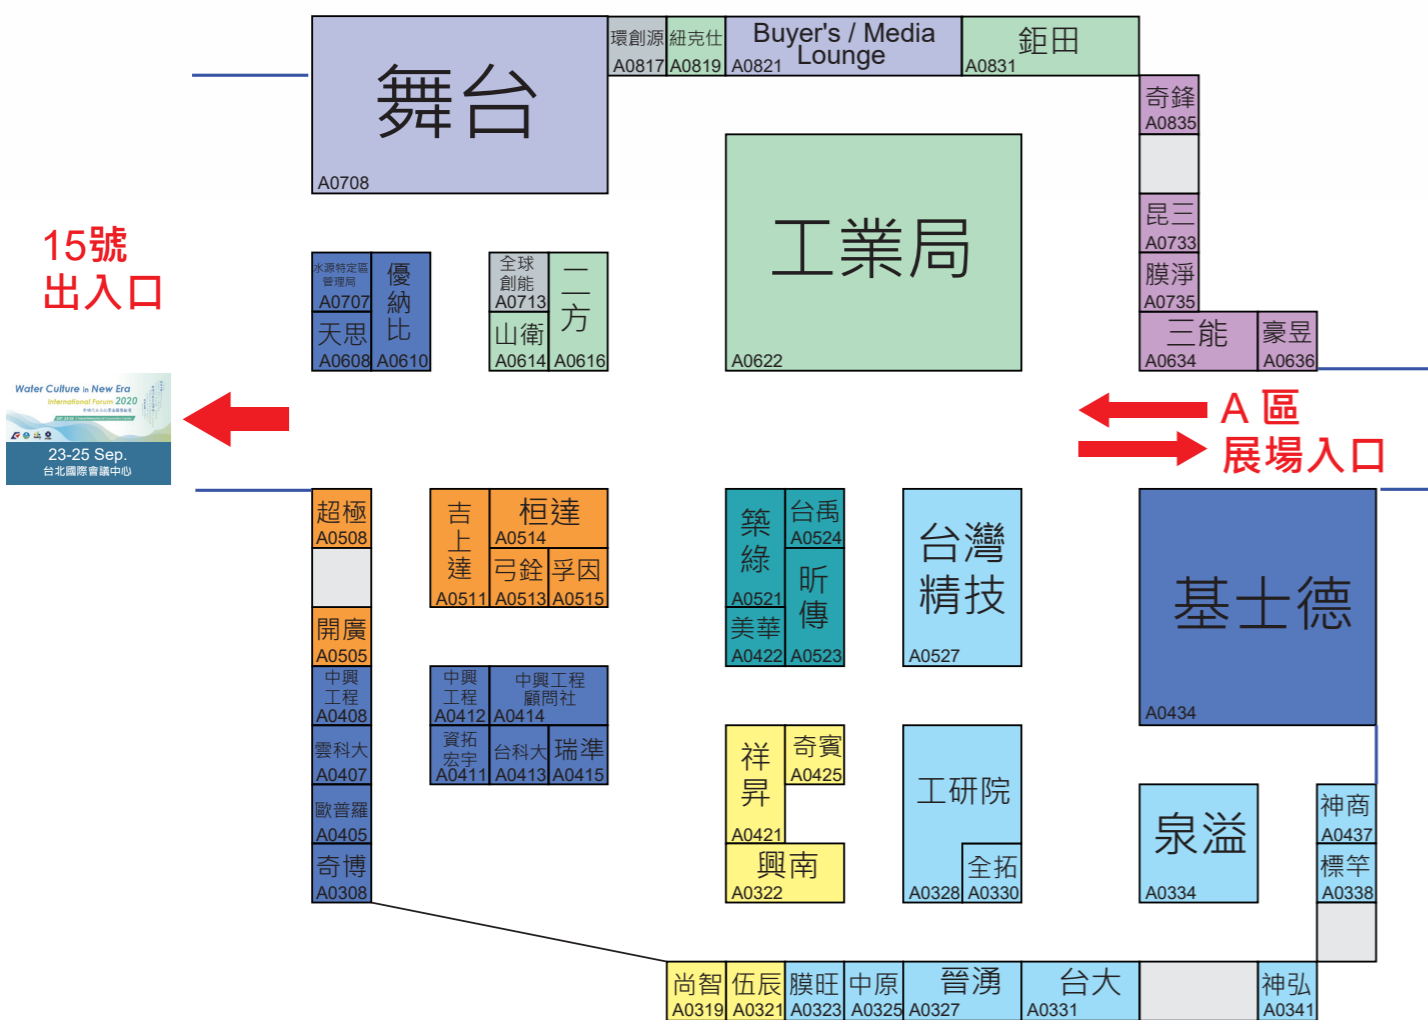 舞台
A0708
環創源
A0817
紐克仕
A0819
Buyer's / Media
Lounge
A0821
鉅田
A0831
奇鋒
A0835
工業局
A0622
昆三
A0733
膜淨
A0735
三能
A0634
豪昱
A0636
15號
出入口
水源特定區
管理局
A0707
優納比
A0610
天思
A0608
全球
創能
A0713
二方
A0616
山衛
A0614
Water Culture in New Era
International Forum 2020
23-25 Sep.
台北國際會議中心
A 區
展場入口
超極
A0508
開廣
A0505
中興
工程
A0408
雲科大
A0407
歐普羅
A0405
奇博
A0308
吉上達
A0511
桓達
A0514
弓銓
A0513
孚因
A0515
中興
工程
A0412
中興工程
顧問社
A0414
資拓
宏宇
A0411
台科大
A0413
瑞準
A0415
築綠
A0521
台禹
A0524
昕傳
A0523
美華
A0422
台灣
精技
A0527
基士德
A0434
祥昇
A0421
奇賓
A0425
興南
A0322
工研院
A0328
全拓
A0330
泉溢
A0334
神商
A0437
標竿
A0338
尚智
A0319
伍辰
A0321
膜旺
A0323
中原
A0325
晉湧
A0327
台大
A0331
神弘
A0341